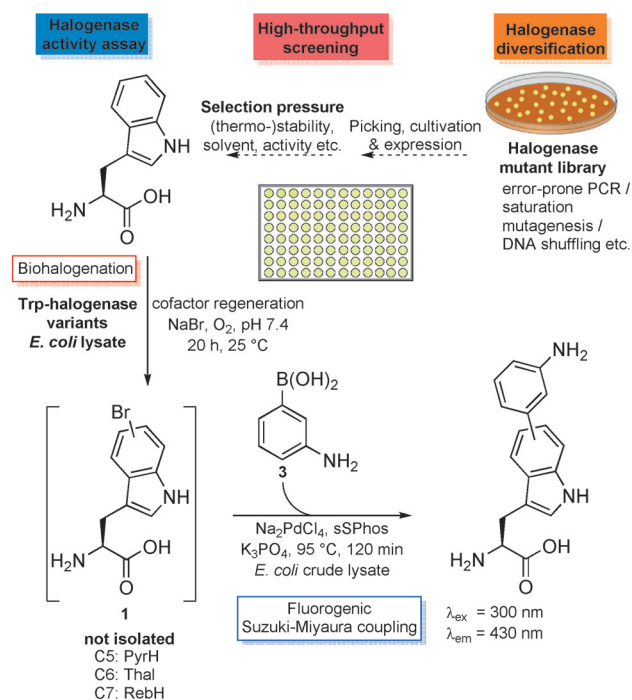 Halogenase
activity assay
High-throughput
screening
Halogenase
diversification
NH
H2N
OH
O
Selection pressure
(thermo-)stability,
solvent, activity etc.
Picking, cultivation
& expression
Halogenase
mutant library
error-prone PCR /
saturation
mutagenesis /
DNA shuffling etc.
Biohalogenation
Trp-halogenase
variants
E. coli lysate
cofactor regeneration
NaBr, O2, pH 7.4
20 h, 25 °C
Br
NH
H2N
OH
O
1
not isolated
C5: PyrH
C6: Thal
C7: RebH
B(OH)2
NH2
3
Na2PdCl4, sSPhos
K3PO4, 95 °C, 120 min
E. coli crude lysate
Fluorogenic
Suzuki-Miyaura coupling
NH2
NH
H2N
OH
O
λex = 300 nm
λem = 430 nm